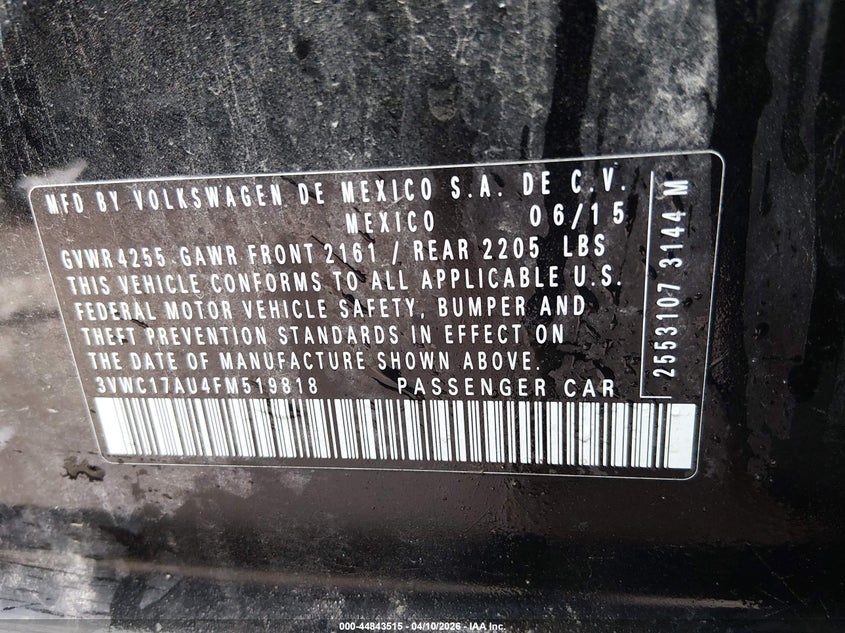 MFD BY VOLKSWAGEN DE MEXICO S.A. DE C.V.
MEXICO 06/15
GVWR 4255 GAWR FRONT 2161 / REAR 2205 LBS
THIS VEHICLE CONFORMS TO ALL APPLICABLE U.S.
FEDERAL MOTOR VEHICLE SAFETY, BUMPER AND
THEFT PREVENTION STANDARDS IN EFFECT ON
THE DATE OF MANUFACTURE SHOWN ABOVE.
3VWC17AU4FM519818 PASSENGER CAR
2553107 3144 M
000-44843515 - 04/10/2026 - IAA Inc.